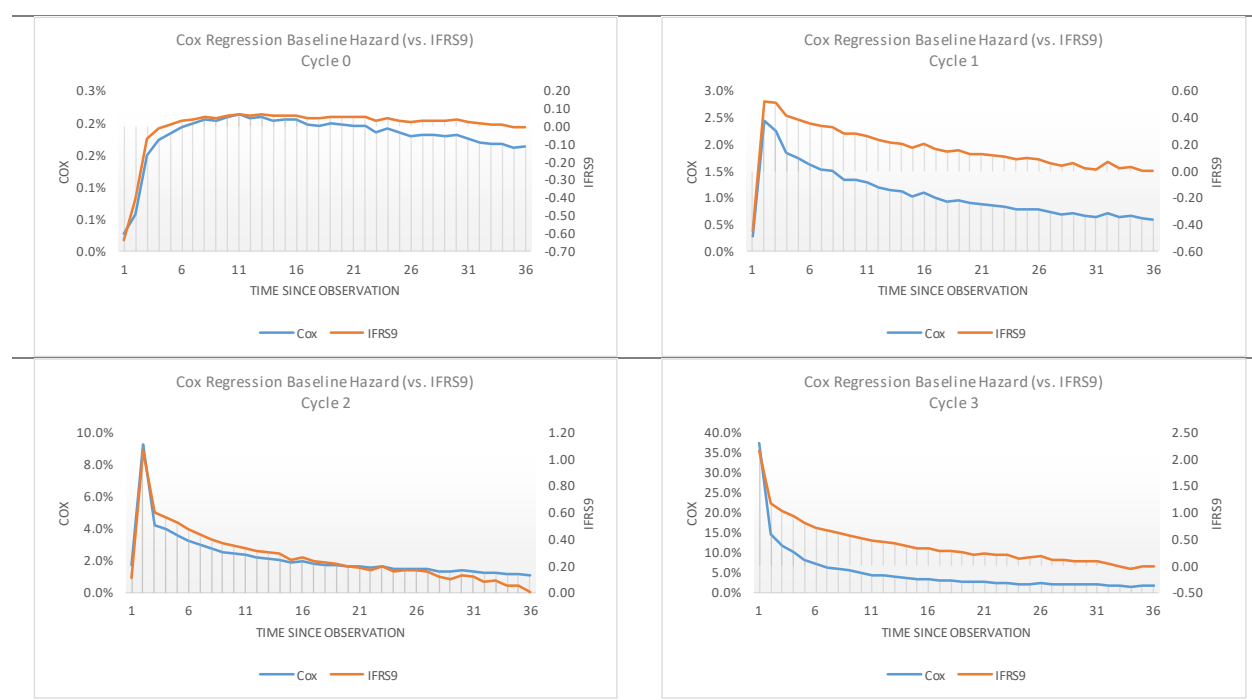 Cox Regression Baseline Hazard (vs. IFRS9)
Cycle 0
0.3%
0.2%
0.2%
0.1%
0.1%
0.0%
COX
0.20
0.10
0.00
-0.10
-0.20
-0.30
-0.40
-0.50
-0.60
-0.70
IFRS9
1 6 11 16 21 26 31 36
TIME SINCE OBSERVATION
Cox IFRS9
Cox Regression Baseline Hazard (vs. IFRS9)
Cycle 1
3.0%
2.5%
2.0%
1.5%
1.0%
0.5%
0.0%
COX
0.60
0.40
0.20
0.00
-0.20
-0.40
-0.60
IFRS9
1 6 11 16 21 26 31 36
TIME SINCE OBSERVATION
Cox IFRS9
Cox Regression Baseline Hazard (vs. IFRS9)
Cycle 2
10.0%
8.0%
6.0%
4.0%
2.0%
0.0%
COX
1.20
1.00
0.80
0.60
0.40
0.20
0.00
IFRS9
1 6 11 16 21 26 31 36
TIME SINCE OBSERVATION
Cox IFRS9
Cox Regression Baseline Hazard (vs. IFRS9)
Cycle 3
40.0%
35.0%
30.0%
25.0%
20.0%
15.0%
10.0%
5.0%
0.0%
COX
2.50
2.00
1.50
1.00
0.50
0.00
-0.50
IFRS9
1 6 11 16 21 26 31 36
TIME SINCE OBSERVATION
Cox IFRS9